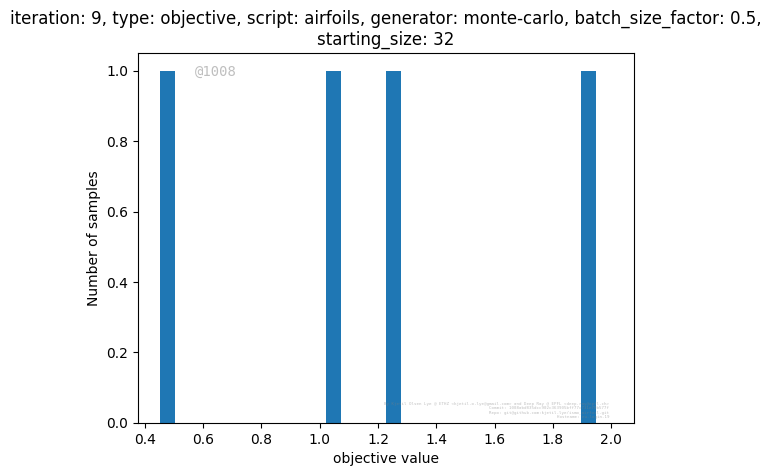 iteration: 9, type: objective, script: airfoils, generator: monte-carlo, batch_size_factor: 0.5,
starting_size: 32
@1008
1.0
0.8
0.6
0.4
0.2
0.0
Number of samples
0.4 0.6 0.8 1.0 1.2 1.4 1.6 1.8 2.0
objective value